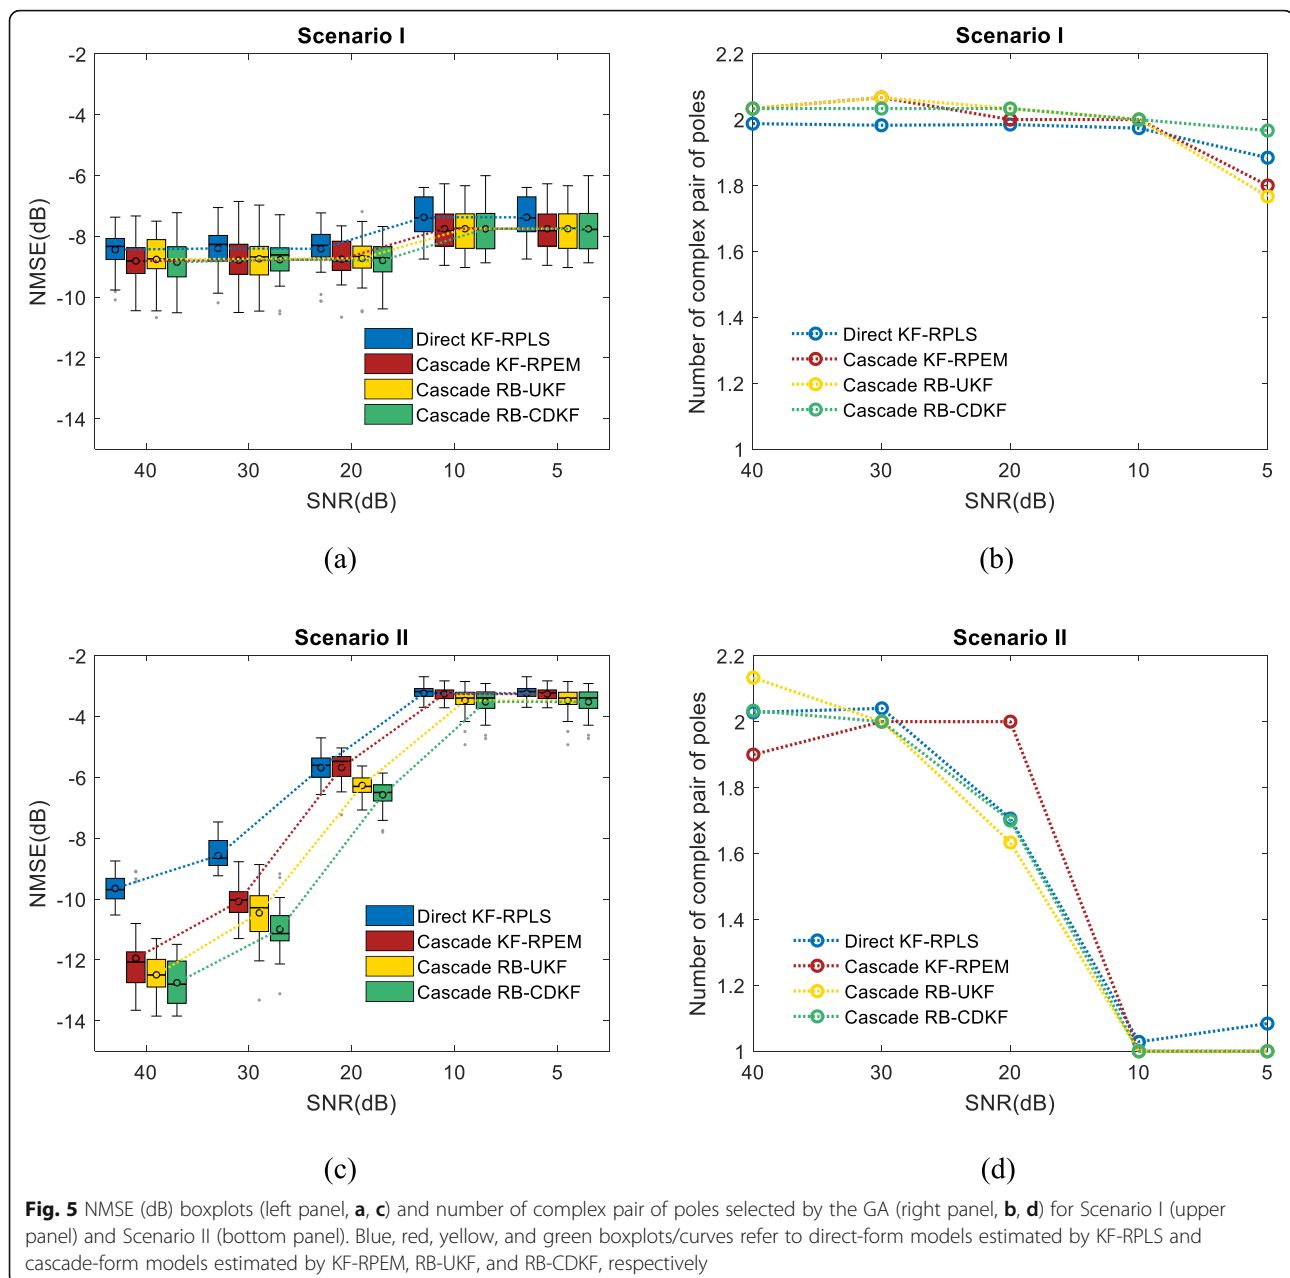 Scenario I
-2
-4
-6
-8
-10
-12
-14
NMSE(dB)
Direct KF-RPLS
Cascade KF-RPEM
Cascade RB-UKF
Cascade RB-CDKF
40 30 20 10 5
SNR(dB)
(a)
Scenario I
2.2
2
1.8
1.6
1.4
1.2
1
Number of complex pair of poles
Direct KF-RPLS
Cascade KF-RPEM
Cascade RB-UKF
Cascade RB-CDKF
40 30 20 10 5
SNR(dB)
(b)
Scenario II
-2
-4
-6
-8
-10
-12
-14
NMSE(dB)
Direct KF-RPLS
Cascade KF-RPEM
Cascade RB-UKF
Cascade RB-CDKF
40 30 20 10 5
SNR(dB)
(c)
Scenario II
2.2
2
1.8
1.6
1.4
1.2
1
Number of complex pair of poles
Direct KF-RPLS
Cascade KF-RPEM
Cascade RB-UKF
Cascade RB-CDKF
40 30 20 10 5
SNR(dB)
(d)
Fig. 5 NMSE (dB) boxplots (left panel, a, c) and number of complex pair of poles selected by the GA (right panel, b, d) for Scenario I (upper
panel) and Scenario II (bottom panel). Blue, red, yellow, and green boxplots/curves refer to direct-form models estimated by KF-RPLS and
cascade-form models estimated by KF-RPEM, RB-UKF, and RB-CDKF, respectively